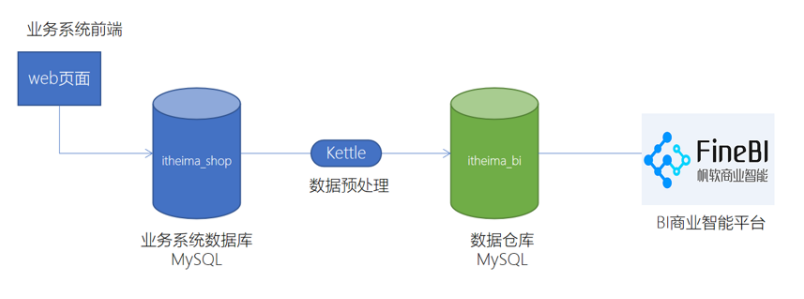 业务系统前端
web页面
itheima_shop
业务系统数据库
MySQL
Kettle
数据预处理
itheima_bi
数据仓库
MySQL
FineBI
帆软商业智能
BI商业智能平台